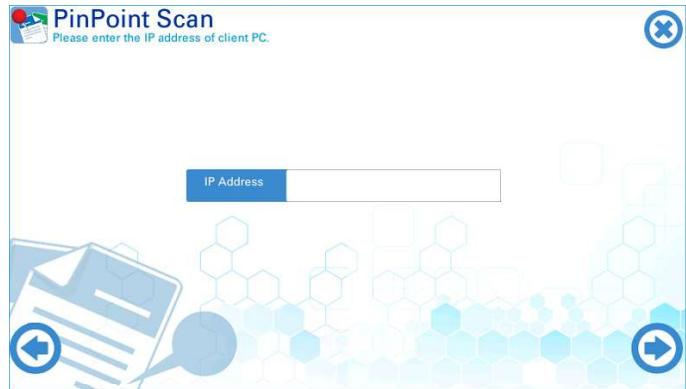 PinPoint Scan
Please enter the IP address of client PC.
IP Address